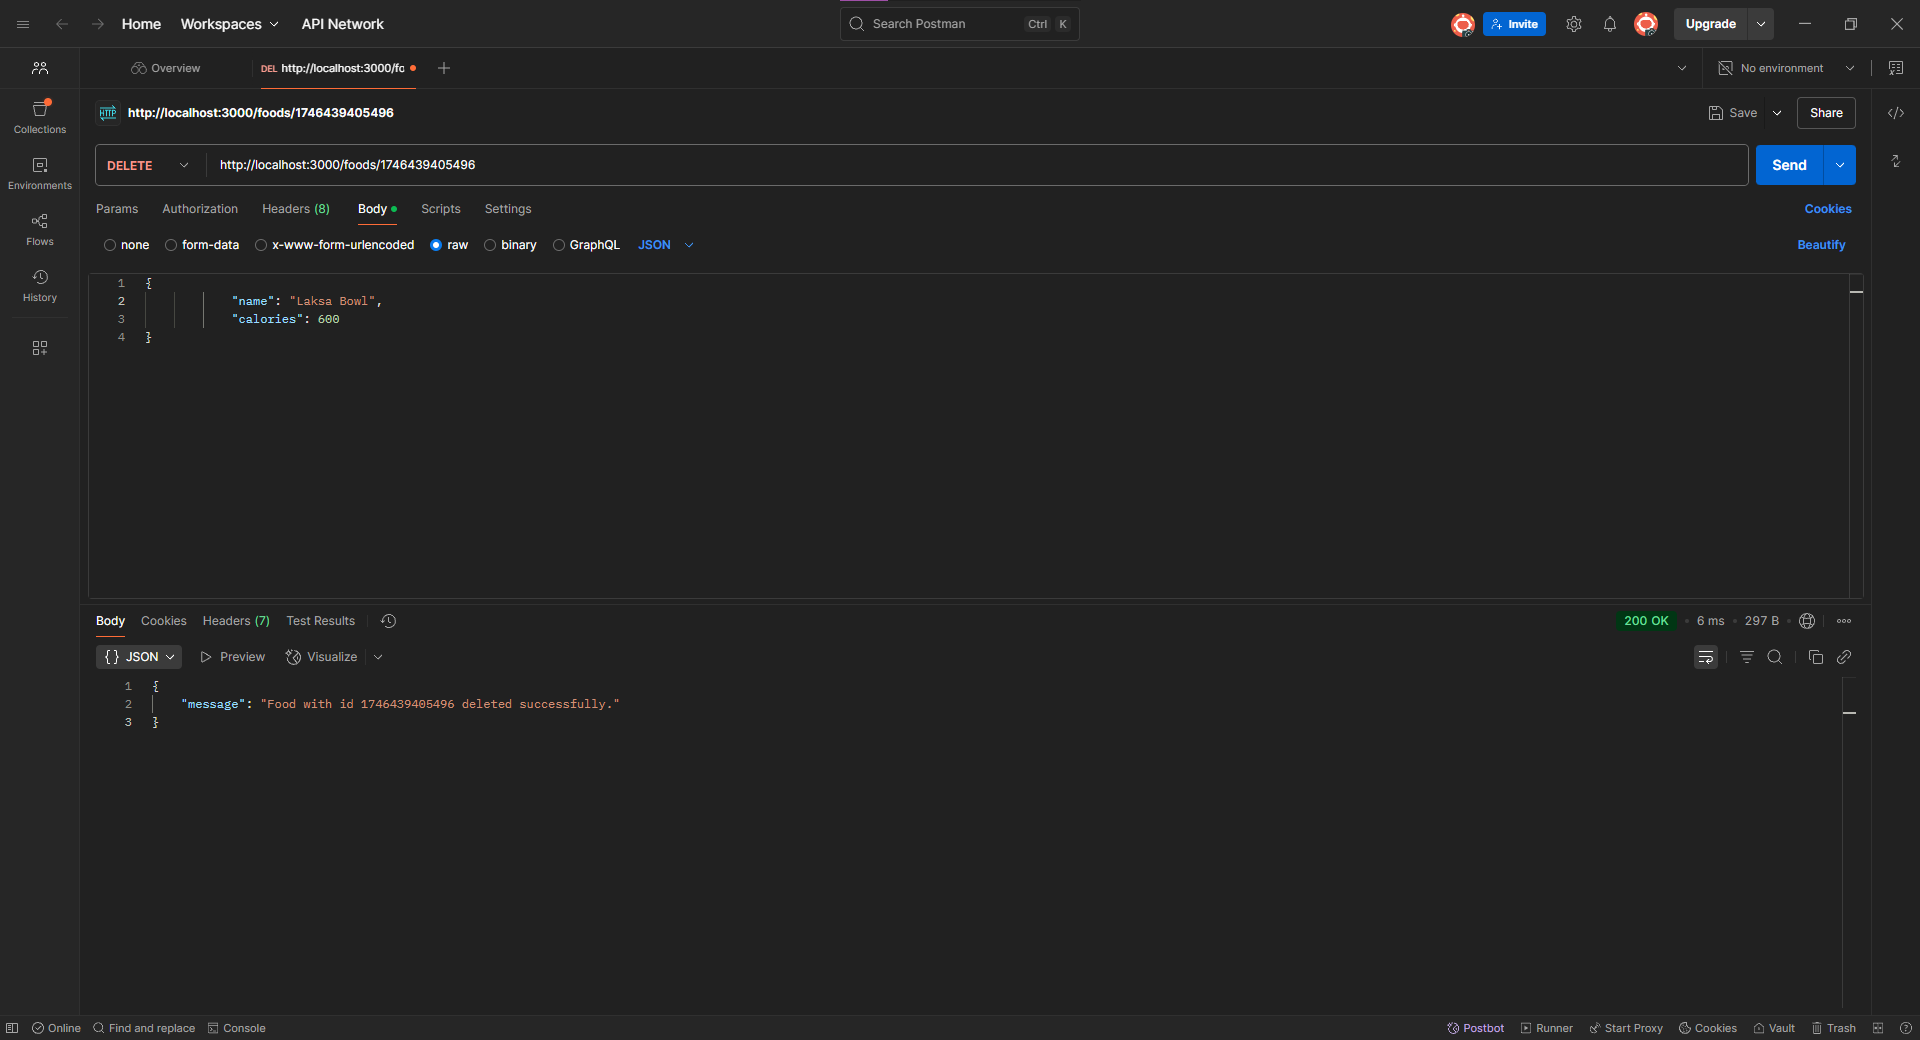 Home Workspaces API Network Search Postman Ctrl K Invite Upgrade
Overview DEL http://localhost:3000/fo No environment
HTTP http://localhost:3000/foods/1746439405496 Save Share
Collections
DELETE http://localhost:3000/foods/1746439405496 Send
Environments
Params Authorization Headers (8) Body Scripts Settings Cookies
Flows
none form-data x-www-form-urlencoded raw binary GraphQL JSON Beautify
History
1 {
2 "name": "Laksa Bowl",
3 "calories": 600
4 }
Body Cookies Headers (7) Test Results 200 OK 6 ms 297 B
{} JSON Preview Visualize
1 {
2 "message": "Food with id 1746439405496 deleted successfully."
3 }
Online Find and replace Console Postbot Runner Start Proxy Cookies Vault Trash